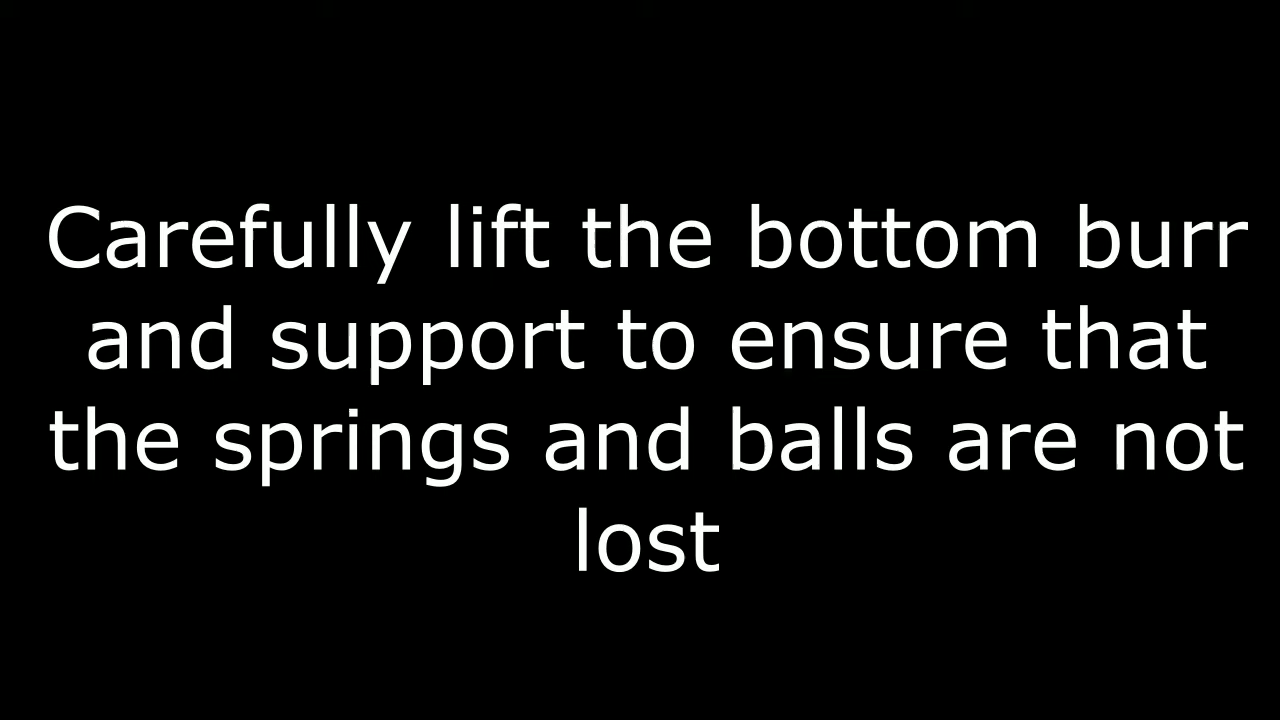 Carefully lift the bottom burr
and support to ensure that
the springs and balls are not
lost